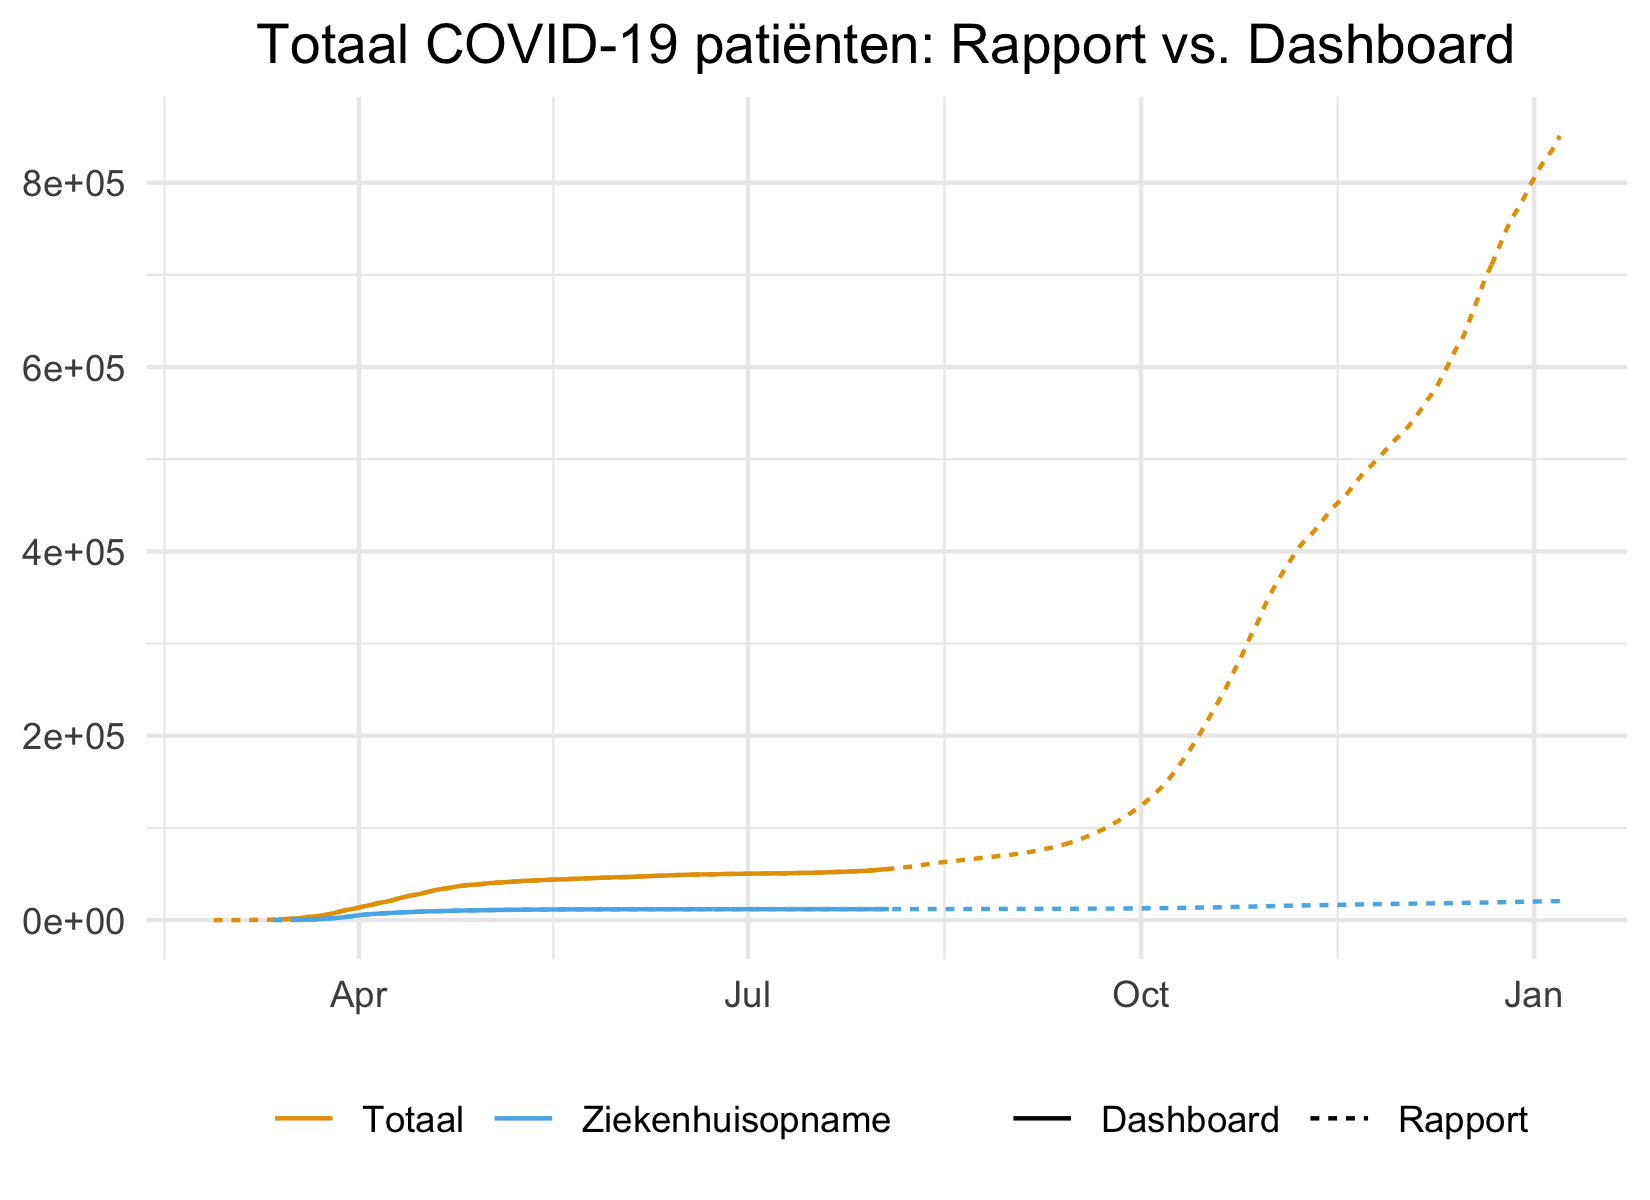 Totaal COVID-19 patiënten: Rapport vs. Dashboard
8e+05
6e+05
4e+05
2e+05
0e+00
Apr Jul Oct Jan
Totaal Ziekenhuisopname Dashboard Rapport